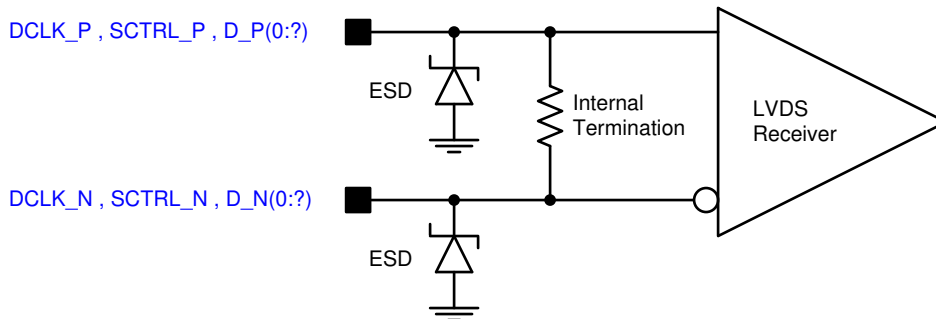 DCLK_P , SCTRL_P , D_P(0:?)
ESD
Internal
Termination
LVDS
Receiver
DCLK_N , SCTRL_N , D_N(0:?)
ESD